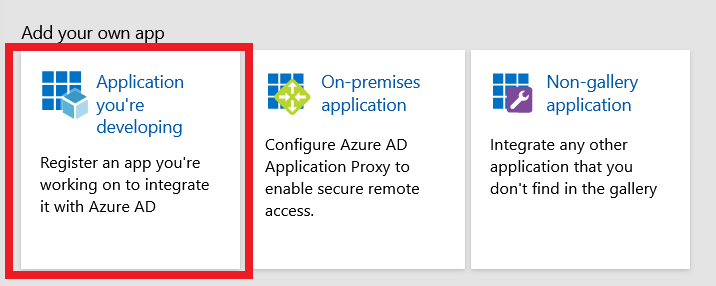 Add your own app
Application
you're
developing
Register an app you're
working on to integrate
it with Azure AD
On-premises
application
Configure Azure AD
Application Proxy to
enable secure remote
access.
Non-gallery
application
Integrate any other
application that you
don't find in the gallery